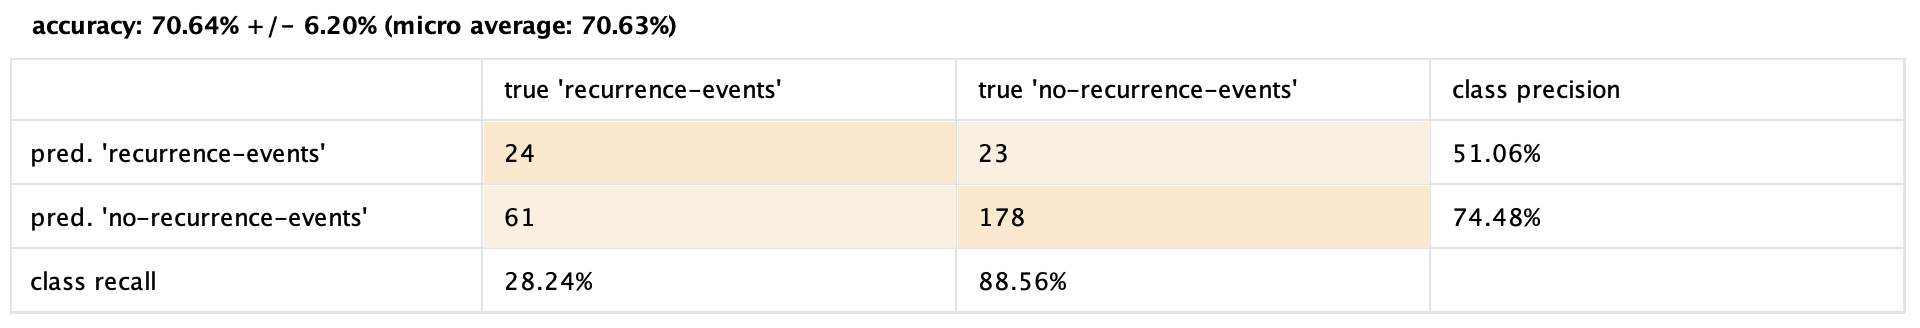 accuracy: 70.64% +/- 6.20% (micro average: 70.63%)
true 'recurrence-events' true 'no-recurrence-events' class precision
pred. 'recurrence-events' 24 23 51.06%
pred. 'no-recurrence-events' 61 178 74.48%
class recall 28.24% 88.56%